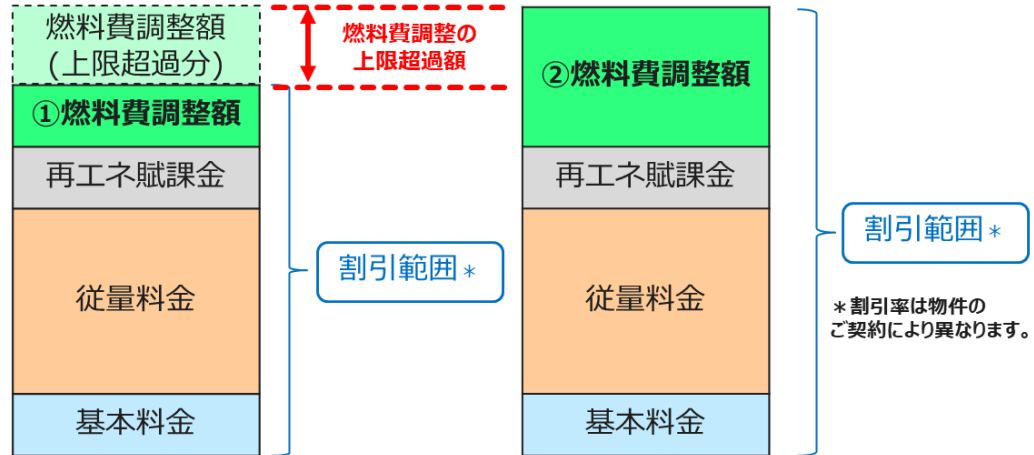 燃料費調整額
(上限超過分)
①燃料費調整額
再エネ賦課金
従量料金
基本料金
割引範囲＊
燃料費調整の
上限超過額
②燃料費調整額
再エネ賦課金
従量料金
基本料金
割引範囲＊
＊割引率は物件の
ご契約により異なります。